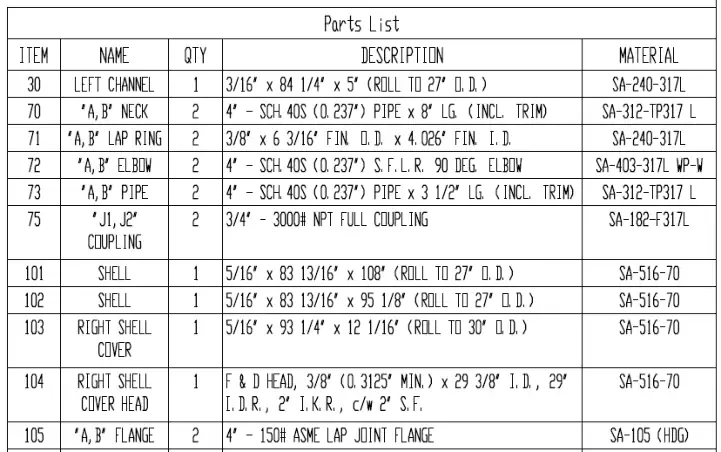 Parts List
ITEM NAME QTY DESCRIPTION MATERIAL
30 LEFT CHANNEL 1 3/16" x 84 1/4" x 5" (ROLL TO 27" O.D.) SA-240-317L
70 "A,B" NECK 2 4" - SCH.40S (0.237") PIPE x 8" LG. (INCL. TRIM) SA-312-TP317 L
71 "A,B" LAP RING 2 3/8" x 6 3/16" FIN. O.D. x 4.026" FIN. I.D. SA-240-317L
72 "A,B" ELBOW 2 4" - SCH.40S (0.237") S.F.L.R. 90 DEG. ELBOW SA-403-317L WP-W
73 "A,B" PIPE 2 4" - SCH.40S (0.237") PIPE x 3 1/2" LG. (INCL. TRIM) SA-312-TP317 L
75 "J1,J2" 2 3/4" - 3000# NPT FULL COUPLING SA-182-F317L
COUPLING
101 SHELL 1 5/16" x 83 13/16" x 108" (ROLL TO 27" O.D.) SA-516-70
102 SHELL 1 5/16" x 83 13/16" x 95 1/8" (ROLL TO 27" O.D.) SA-516-70
103 RIGHT SHELL 1 5/16" x 93 1/4" x 12 1/16" (ROLL TO 30" O.D.) SA-516-70
COVER
104 RIGHT SHELL 1 F & D HEAD, 3/8" (0.3125" MIN.) x 29 3/8" I.D., 29" SA-516-70
COVER HEAD I.D.R., 2" I.K.R., c/w 2" S.F.
105 "A,B" FLANGE 2 4" - 150# ASME LAP JOINT FLANGE SA-105 (HDG)